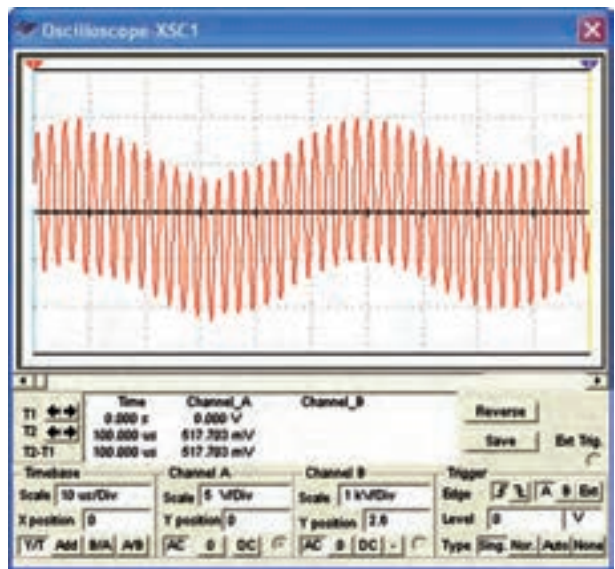 Oscilloscope-XSC1
Time Channel_A Channel_B
T1 0.000 s 0.000 V
T2 100.000 us 517.703 mV
T2-T1 100.000 us 517.703 mV
Reverse
Save
Ext Trig.
Timebase Channel A Channel B Trigger
Scale 10 us/Div Scale 5 V/Div Scale 1 kV/Div Edge A B Ext
X position 0 Y position 0 Y position 2.6 Level 0 V
Y/T Add B/A A/B AC 0 DC AC 0 DC - Type Sing. Nor. Auto None